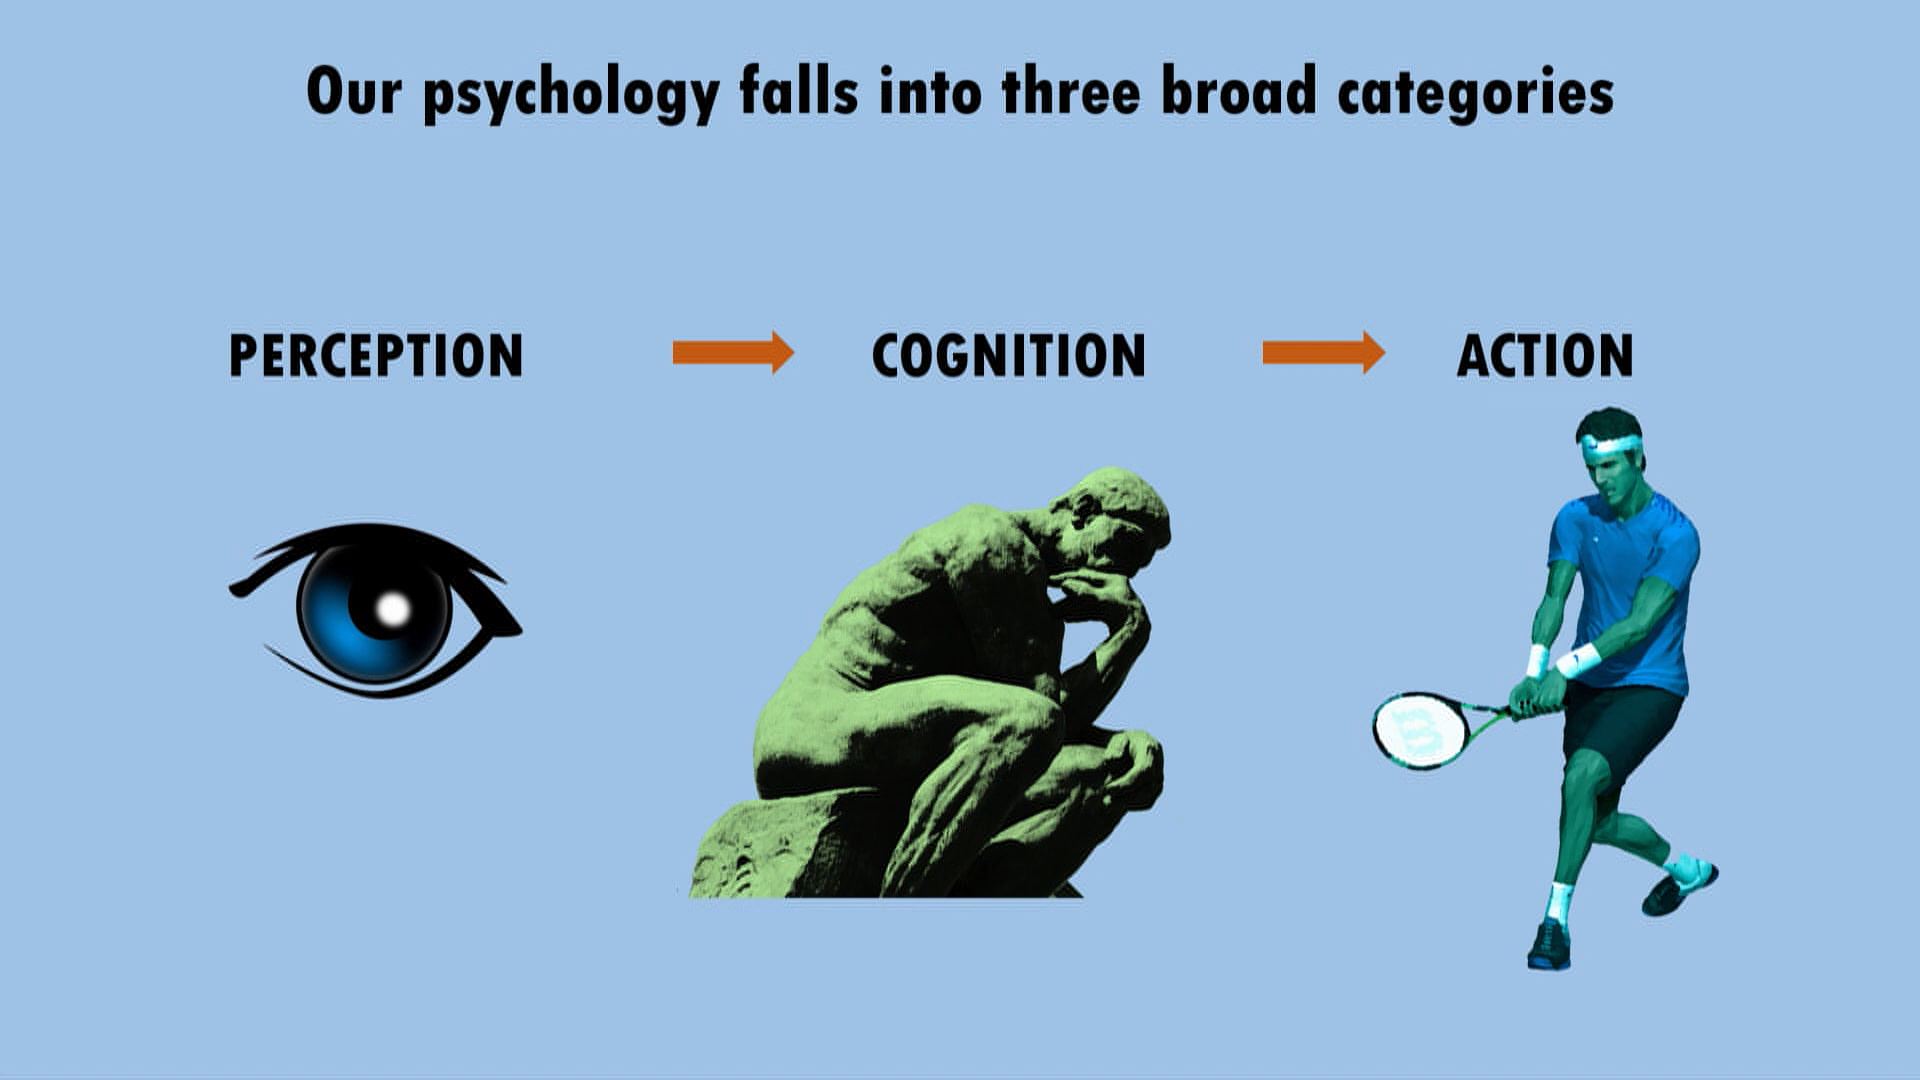 Our psychology falls into three broad categories
PERCEPTION
COGNITION
ACTION